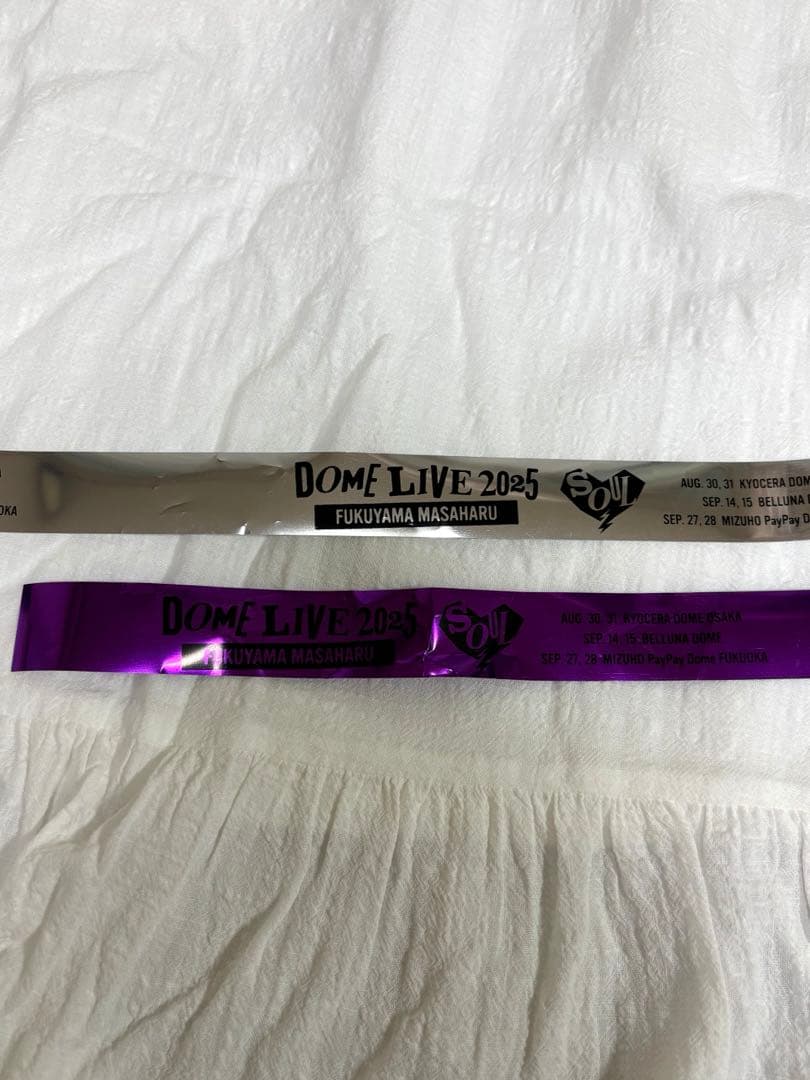 OKA
DOME LIVE 2025
FUKUYAMA MASAHARU
SOUL
AUG. 30, 31 KYOCERA DOM
SEP. 14, 15 BELLUNA
SEP. 27, 28 MIZUHO PayPay D
DOME LIVE 2025
FUKUYAMA MASAHARU
SOUL
AUG. 30, 31 KYOCERA DOME OSAKA
SEP. 14, 15 BELLUNA DOME
SEP. 27, 28 MIZUHO PayPay Dome FUKUOKA